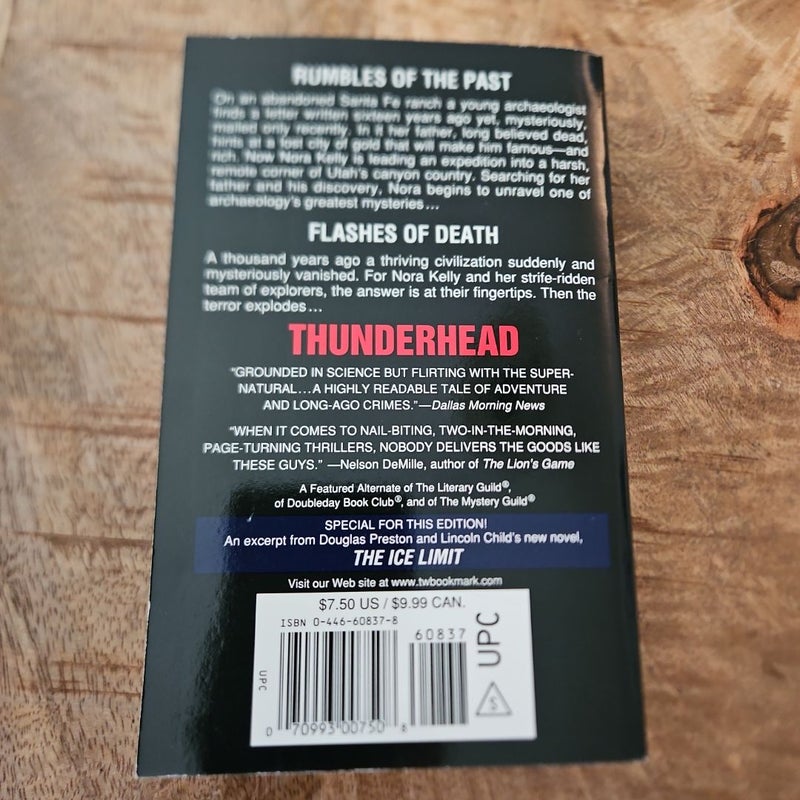 RUMBLES OF THE PAST
On an abandoned Santa Fe ranch a young archaeologist
finds a letter written sixteen years ago yet, mysteriously,
mailed only recently. In it her father, long believed dead,
hints at a lost city of gold that will make him famous—and
rich. Now Nora Kelly is leading an expedition into a harsh,
remote corner of Utah's canyon country. Searching for her
father and his discovery, Nora begins to unravel one of
archaeology's greatest mysteries...
FLASHES OF DEATH
A thousand years ago a thriving civilization suddenly and
mysteriously vanished. For Nora Kelly and her strife-ridden
team of explorers, the answer is at their fingertips. Then the
terror explodes...
THUNDERHEAD
"GROUNDED IN SCIENCE BUT FLIRTING WITH THE SUPER-
NATURAL...A HIGHLY READABLE TALE OF ADVENTURE
AND LONG-AGO CRIMES."—Dallas Morning News
"WHEN IT COMES TO NAIL-BITING, TWO-IN-THE-MORNING,
PAGE-TURNING THRILLERS, NOBODY DELIVERS THE GOODS LIKE
THESE GUYS." —Nelson DeMille, author of The Lion's Game
A Featured Alternate of The Literary Guild®,
of Doubleday Book Club®, and of The Mystery Guild®
SPECIAL FOR THIS EDITION!
An excerpt from Douglas Preston and Lincoln Child's new novel,
THE ICE LIMIT
Visit our Web site at www.twbookmark.com
$7.50 US / $9.99 CAN.
ISBN 0-446-60837-8
60837
UPC
UPC
S
0 70993 00750 6